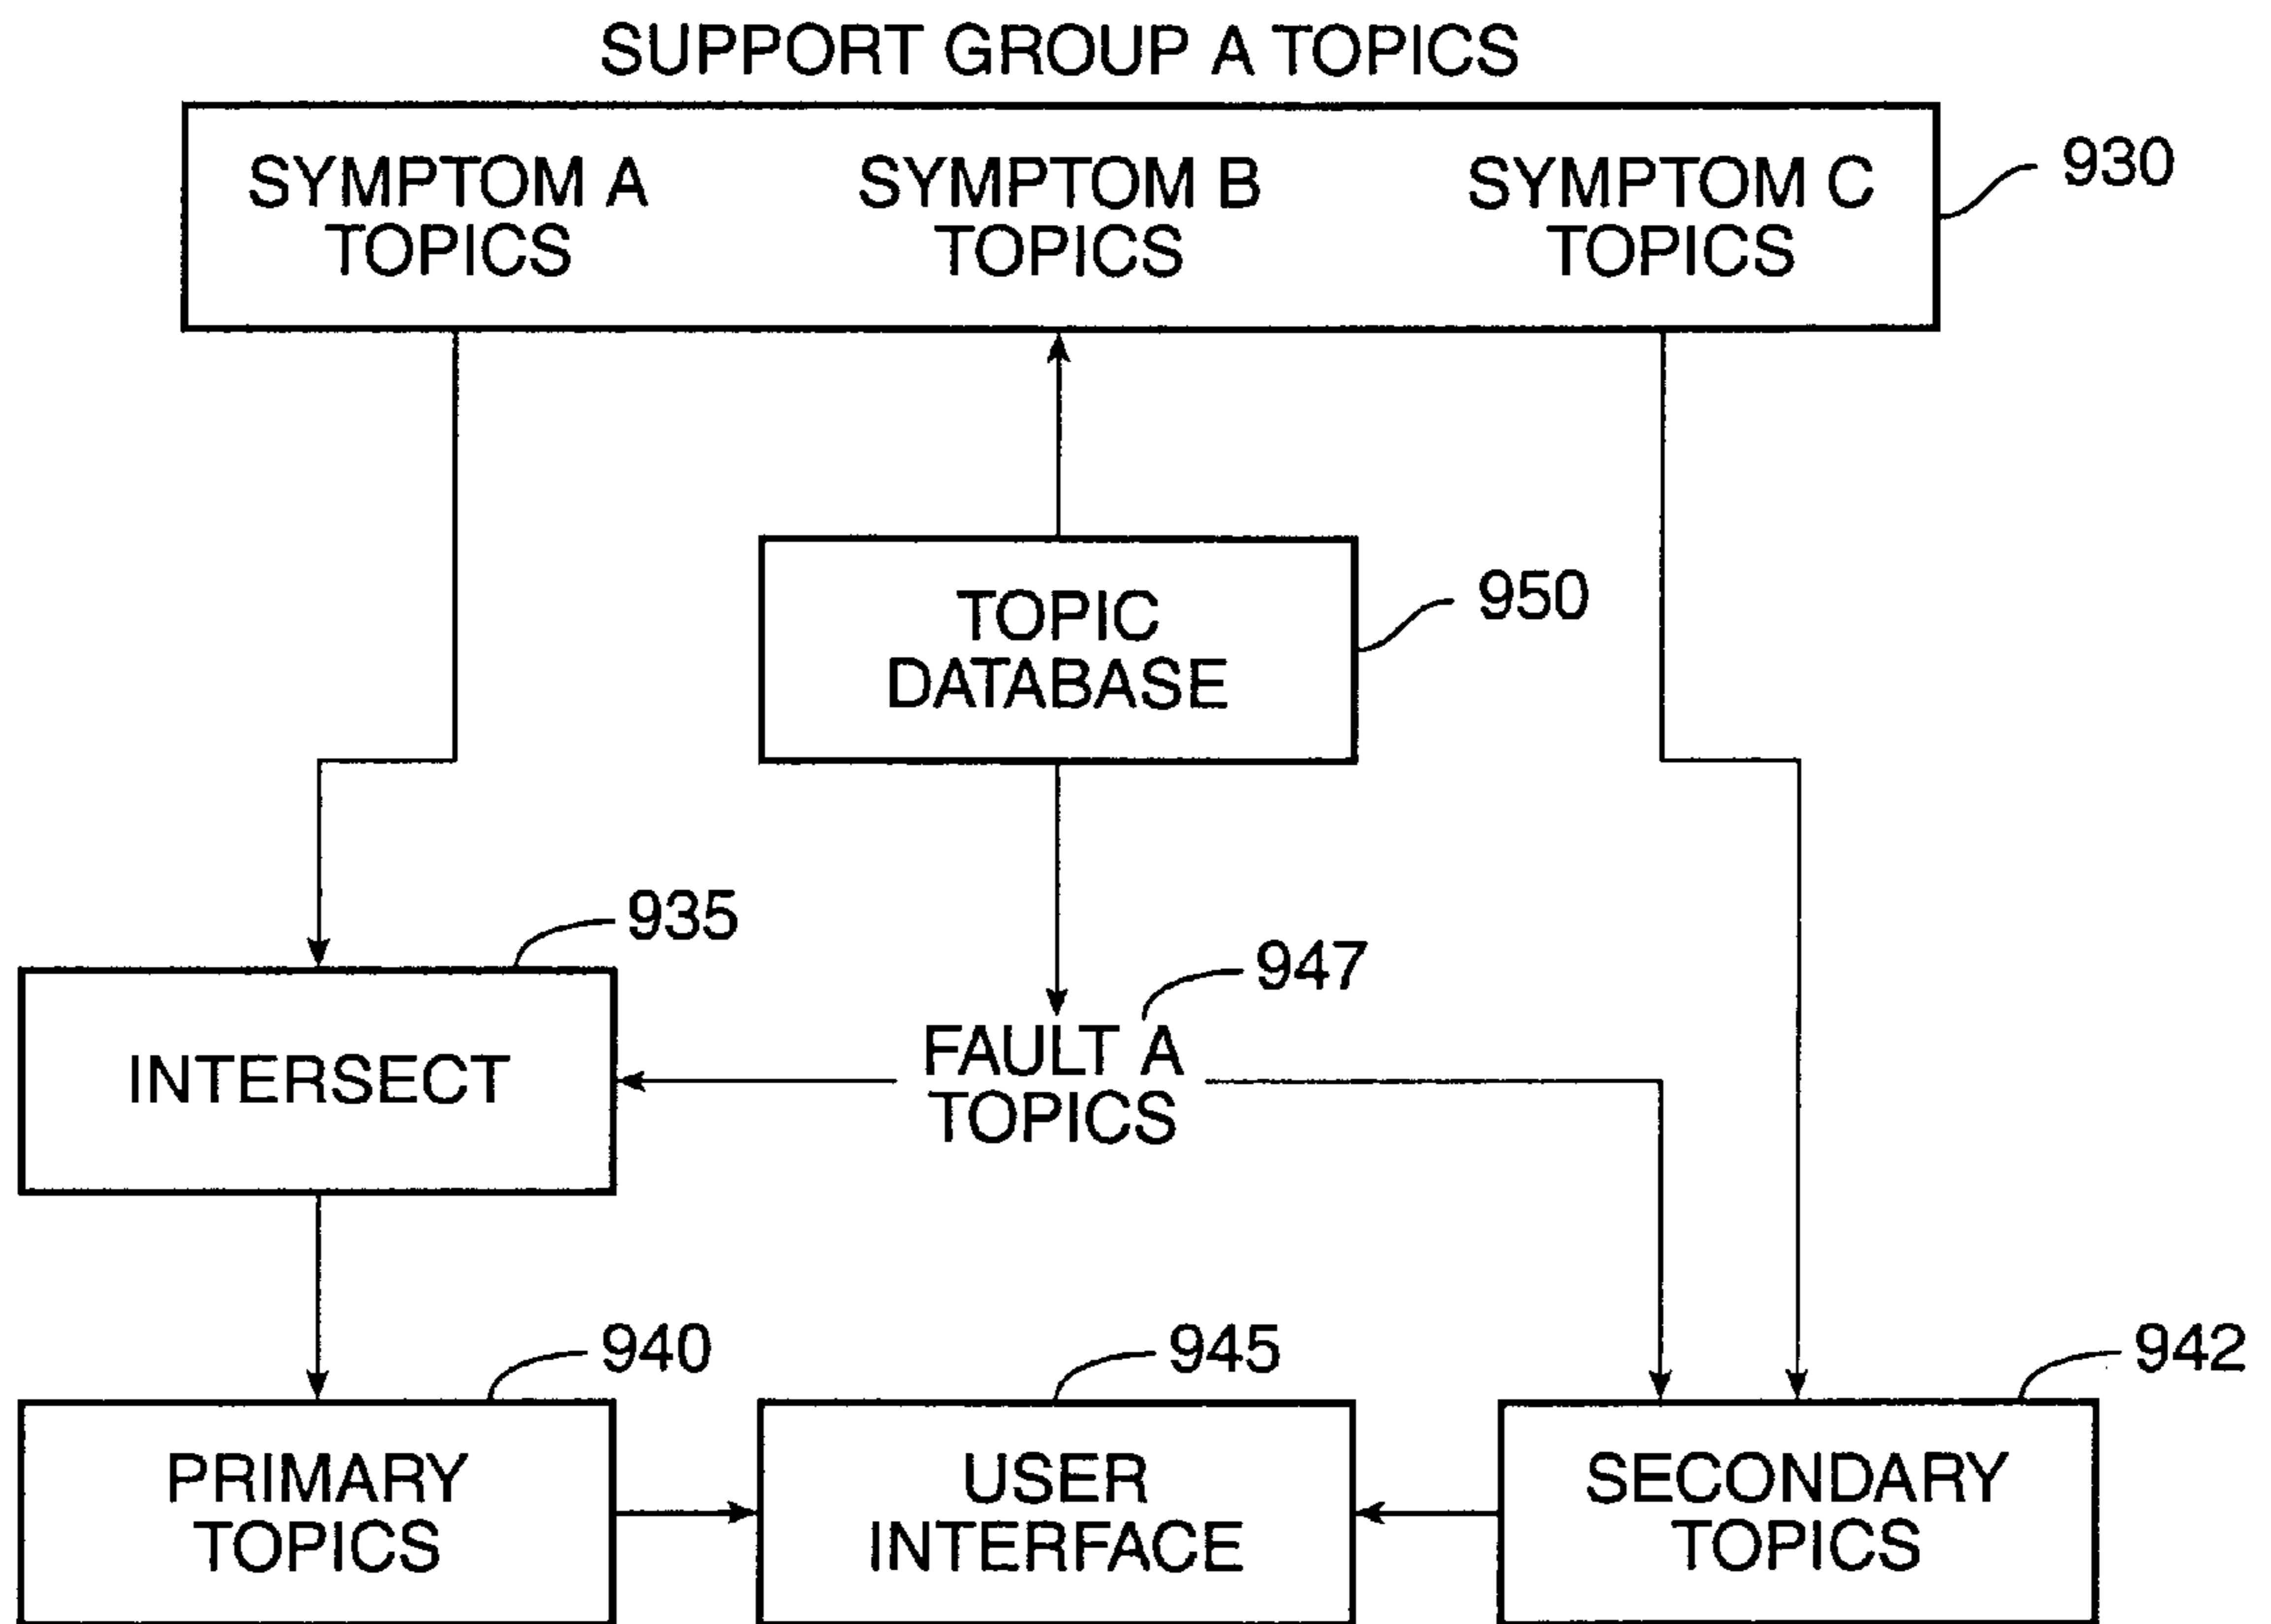 SUPPORT GROUP A TOPICS
SYMPTOM A
TOPICS
SYMPTOM B
TOPICS
SYMPTOM C
TOPICS
930
TOPIC
DATABASE
950
935
INTERSECT
947
FAULT A
TOPICS
940
PRIMARY
TOPICS
945
USER
INTERFACE
942
SECONDARY
TOPICS